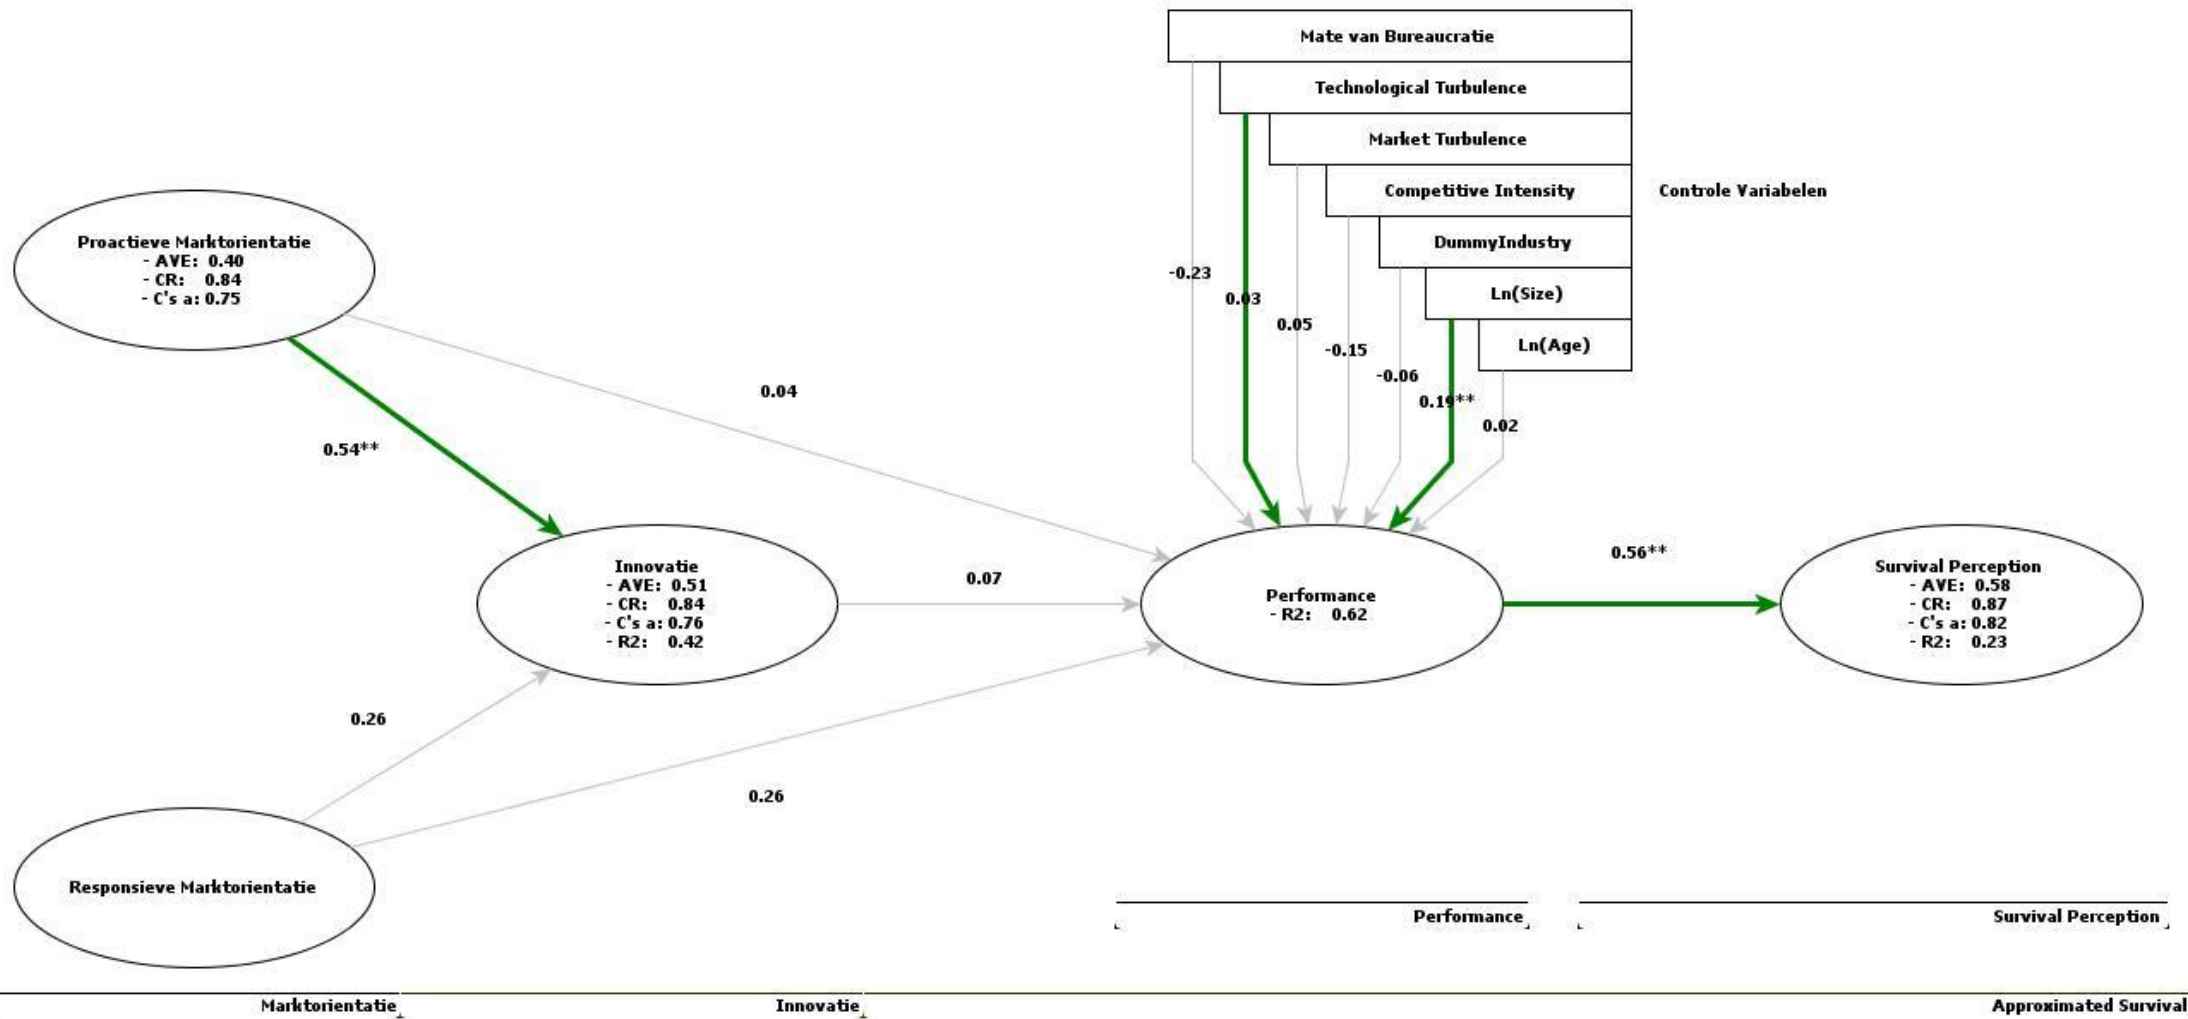 Mate van Bureaucratie
Technological Turbulence
Market Turbulence
Competitive Intensity
Controle Variabelen
DummyIndustry
Ln(Size)
Ln(Age)
Proactieve Marktorientatie
- AVE: 0.40
- CR: 0.84
- C's a: 0.75
-0.23
0.03
0.05
-0.15
-0.06
0.19**
0.02
0.04
0.54**
Innovatie
- AVE: 0.51
- CR: 0.84
- C's a: 0.76
- R2: 0.42
0.07
Performance
- R2: 0.62
0.56**
Survival Perception
- AVE: 0.58
- CR: 0.87
- C's a: 0.82
- R2: 0.23
0.26
0.26
Responsieve Marktorientatie
Performance
Survival Perception
Marktorientatie
Innovatie
Approximated Survival